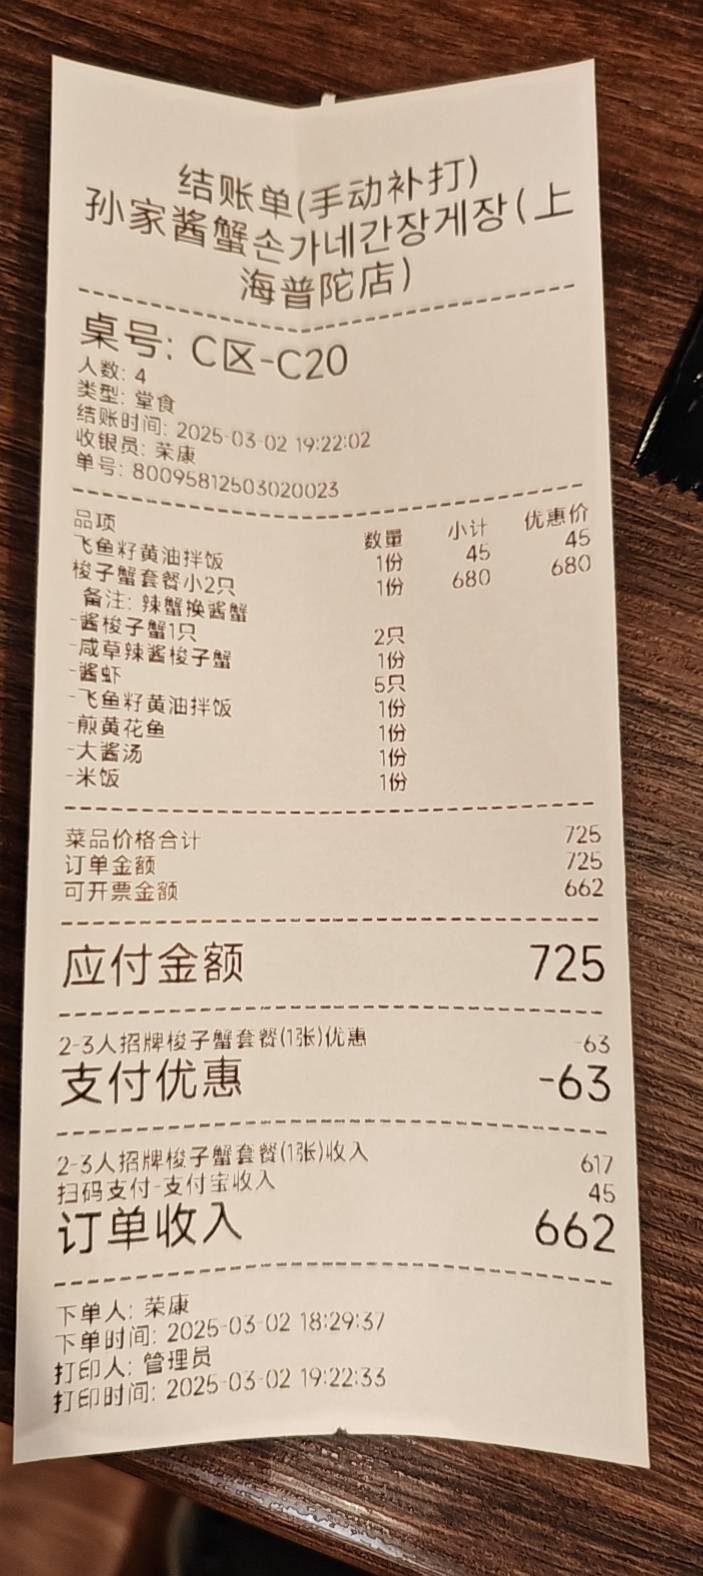 结账单(手动补打)
孙家酱蟹손가네간장게장(上
海普陀店)
桌号: C区-C20
人数: 4
类型: 堂食
结账时间: 2025-03-02 19:22:02
收银员: 荣康
单号: 80095812503020023
品项 数量 小计 优惠价
飞鱼籽黄油拌饭 1份 45 45
梭子蟹套餐小2只 1份 680 680
备注: 辣蟹换酱蟹
-酱梭子蟹1只 2只
-咸草辣酱梭子蟹 1份
-酱虾 5只
-飞鱼籽黄油拌饭 1份
-煎黄花鱼 1份
-大酱汤 1份
-米饭 1份
菜品价格合计 725
订单金额 725
可开票金额 662
应付金额 725
2-3人招牌梭子蟹套餐(1张)优惠 -63
支付优惠 -63
2-3人招牌梭子蟹套餐(1张)收入 617
扫码支付-支付宝收入 45
订单收入 662
下单人: 荣康
下单时间: 2025-03-02 18:29:37
打印人: 管理员
打印时间: 2025-03-02 19:22:33